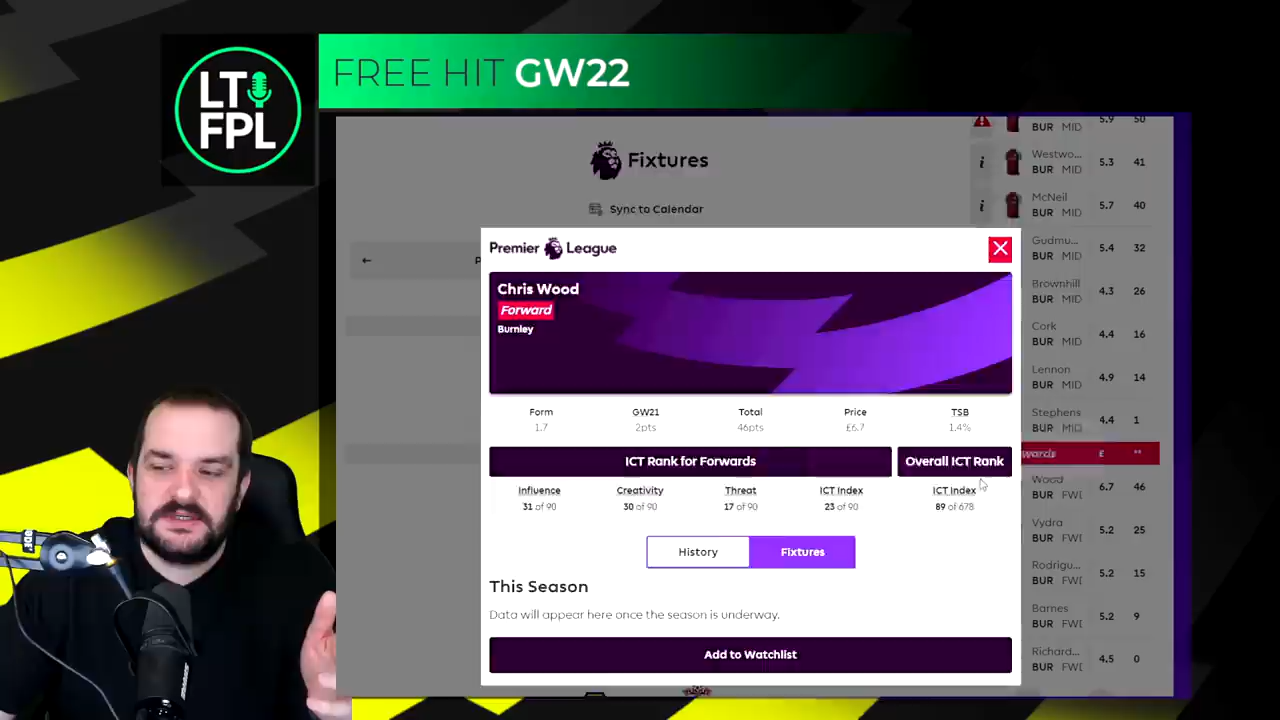 LT
FPL
FREE HIT GW22
Fixtures
Sync to Calendar
←
Premier League
Chris Wood
Forward
Burnley
Form GW21 Total Price TSB
1.7 2pts 46pts £6.7 1.4%
ICT Rank for Forwards Overall ICT Rank
Influence Creativity Threat ICT Index ICT Index
31 of 90 30 of 90 17 of 90 23 of 90 89 of 678
History Fixtures
This Season
Data will appear here once the season is underway.
Add to Watchlist
5.9 50
BUR MID
Westwo... 5.3 41
BUR MID
McNeil 5.7 40
BUR MID
Gudmu... 5.4 32
BUR MID
Brownhill 4.3 26
BUR MID
Cork 4.4 16
BUR MID
Lennon 4.9 14
BUR MID
Stephens 4.4 1
BUR MID
wards £ **
Wood 6.7 46
BUR FWD
Vydra 5.2 25
BUR FWD
Rodrigu... 5.2 15
BUR FWD
Barnes 5.2 9
BUR FWD
Richard... 4.5 0
BUR FWD